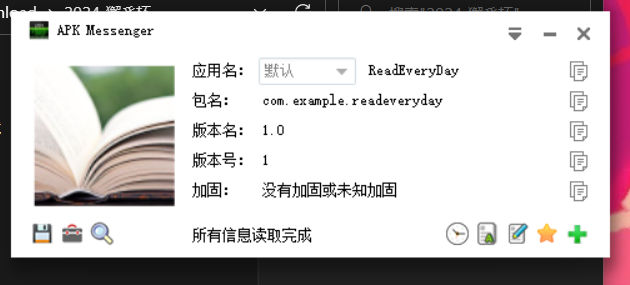 2024-獬豸杯
搜索"2024-獬豸杯"
APK Messenger
应用名: 默认 ReadEveryDay
包名: com.example.readeveryday
版本名: 1.0
版本号: 1
加固: 没有加固或未知加固
所有信息读取完成